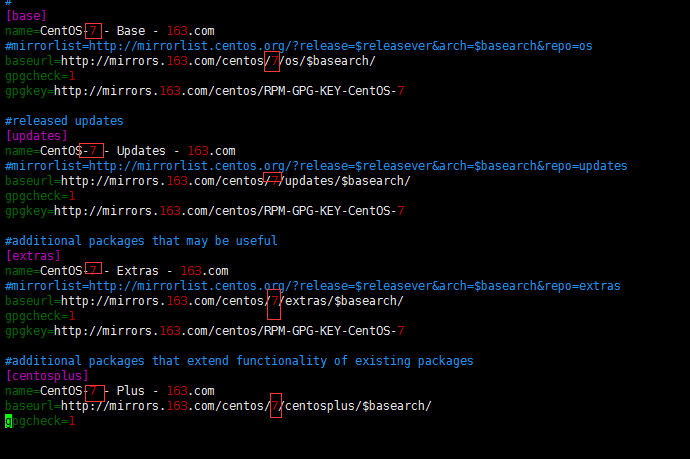 #
[base]
name=CentOS-7 - Base - 163.com
#mirrorlist=http://mirrorlist.centos.org/?release=$releasever&arch=$basearch&repo=os
baseurl=http://mirrors.163.com/centos/7/os/$basearch/
gpgcheck=1
gpgkey=http://mirrors.163.com/centos/RPM-GPG-KEY-CentOS-7
#released updates
[updates]
name=CentOS-7 - Updates - 163.com
#mirrorlist=http://mirrorlist.centos.org/?release=$releasever&arch=$basearch&repo=updates
baseurl=http://mirrors.163.com/centos/7/updates/$basearch/
gpgcheck=1
gpgkey=http://mirrors.163.com/centos/RPM-GPG-KEY-CentOS-7
#additional packages that may be useful
[extras]
name=CentOS-7 - Extras - 163.com
#mirrorlist=http://mirrorlist.centos.org/?release=$releasever&arch=$basearch&repo=extras
baseurl=http://mirrors.163.com/centos/7/extras/$basearch/
gpgcheck=1
gpgkey=http://mirrors.163.com/centos/RPM-GPG-KEY-CentOS-7
#additional packages that extend functionality of existing packages
[centosplus]
name=CentOS-7 - Plus - 163.com
baseurl=http://mirrors.163.com/centos/7/centosplus/$basearch/
gpgcheck=1